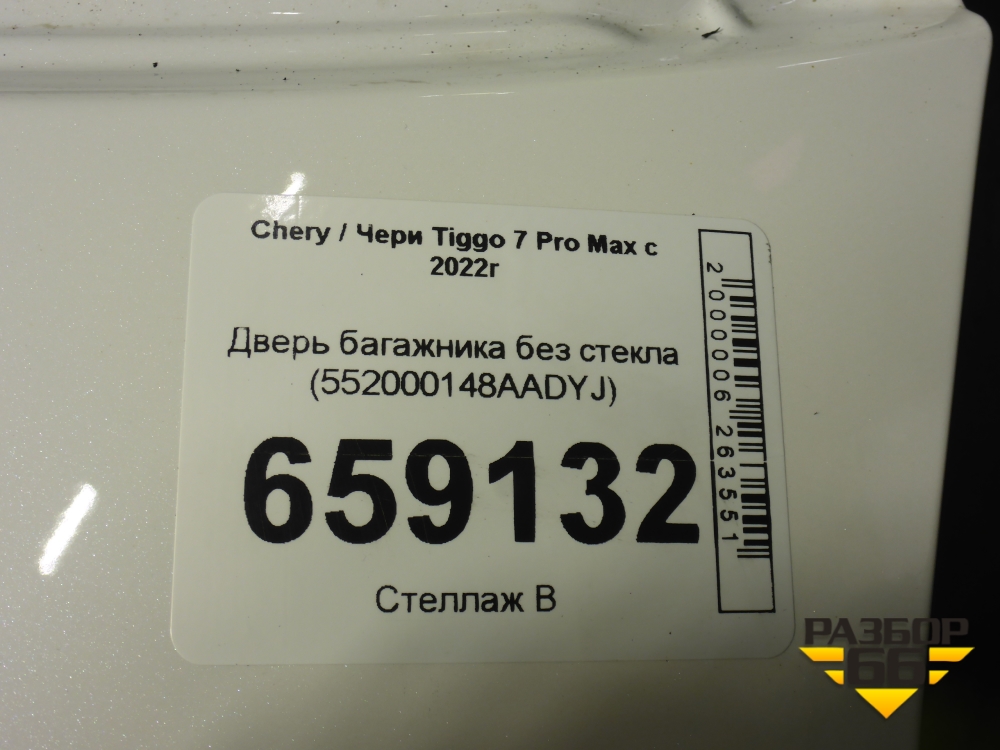 Chery / Чери Tiggo 7 Pro Max с
2022г
Дверь багажника без стекла
(552000148AADYJ)
659132
Стеллаж В
2000006263551
РАЗБОР
66